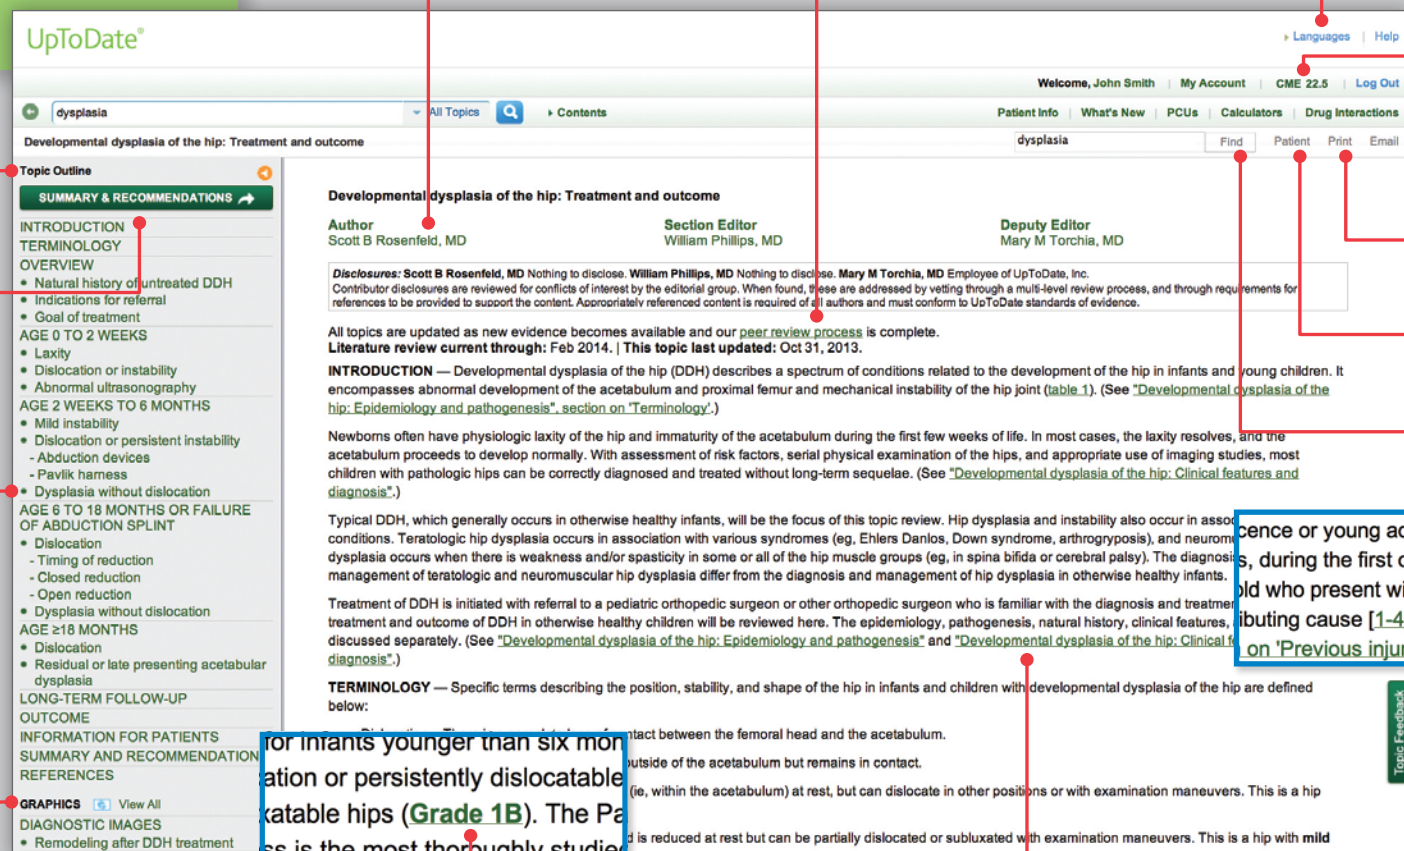 UpToDate®
Languages | Help
Welcome, John Smith | My Account | CME 22.5 | Log Out
dysplasia All Topics Contents
Patient Info | What's New | PCUs | Calculators | Drug Interactions
Developmental dysplasia of the hip: Treatment and outcome
dysplasia Find Patient Print Email
Topic Outline
SUMMARY & RECOMMENDATIONS
INTRODUCTION
TERMINOLOGY
OVERVIEW
• Natural history of untreated DDH
• Indications for referral
• Goal of treatment
AGE 0 TO 2 WEEKS
• Laxity
• Dislocation or instability
• Abnormal ultrasonography
AGE 2 WEEKS TO 6 MONTHS
• Mild instability
• Dislocation or persistent instability
- Abduction devices
- Pavlik harness
• Dysplasia without dislocation
AGE 6 TO 18 MONTHS OR FAILURE
OF ABDUCTION SPLINT
• Dislocation
- Timing of reduction
- Closed reduction
- Open reduction
• Dysplasia without dislocation
AGE ≥18 MONTHS
• Dislocation
• Residual or late presenting acetabular
dysplasia
LONG-TERM FOLLOW-UP
OUTCOME
INFORMATION FOR PATIENTS
SUMMARY AND RECOMMENDATION
REFERENCES
GRAPHICS View All
DIAGNOSTIC IMAGES
• Remodeling after DDH treatment
Developmental dysplasia of the hip: Treatment and outcome
Author
Scott B Rosenfeld, MD
Section Editor
William Phillips, MD
Deputy Editor
Mary M Torchia, MD
Disclosures: Scott B Rosenfeld, MD Nothing to disclose. William Phillips, MD Nothing to disclose. Mary M Torchia, MD Employee of UpToDate, Inc.
Contributor disclosures are reviewed for conflicts of interest by the editorial group. When found, these are addressed by vetting through a multi-level review process, and through requirements for
references to be provided to support the content. Appropriately referenced content is required of all authors and must conform to UpToDate standards of evidence.
All topics are updated as new evidence becomes available and our peer review process is complete.
Literature review current through: Feb 2014. | This topic last updated: Oct 31, 2013.
INTRODUCTION — Developmental dysplasia of the hip (DDH) describes a spectrum of conditions related to the development of the hip in infants and young children. It
encompasses abnormal development of the acetabulum and proximal femur and mechanical instability of the hip joint (table 1). (See "Developmental dysplasia of the
hip: Epidemiology and pathogenesis", section on 'Terminology'.)
Newborns often have physiologic laxity of the hip and immaturity of the acetabulum during the first few weeks of life. In most cases, the laxity resolves, and the
acetabulum proceeds to develop normally. With assessment of risk factors, serial physical examination of the hips, and appropriate use of imaging studies, most
children with pathologic hips can be correctly diagnosed and treated without long-term sequelae. (See "Developmental dysplasia of the hip: Clinical features and
diagnosis".)
Typical DDH, which generally occurs in otherwise healthy infants, will be the focus of this topic review. Hip dysplasia and instability also occur in asso
conditions. Teratologic hip dysplasia occurs in association with various syndromes (eg, Ehlers Danlos, Down syndrome, arthrogryposis), and neurom
dysplasia occurs when there is weakness and/or spasticity in some or all of the hip muscle groups (eg, in spina bifida or cerebral palsy). The diagnosis
management of teratologic and neuromuscular hip dysplasia differ from the diagnosis and management of hip dysplasia in otherwise healthy infants.
Treatment of DDH is initiated with referral to a pediatric orthopedic surgeon or other orthopedic surgeon who is familiar with the diagnosis and treatmen
treatment and outcome of DDH in otherwise healthy children will be reviewed here. The epidemiology, pathogenesis, natural history, clinical features,
discussed separately. (See "Developmental dysplasia of the hip: Epidemiology and pathogenesis" and "Developmental dysplasia of the hip: Clinical f
diagnosis".)
TERMINOLOGY — Specific terms describing the position, stability, and shape of the hip in infants and children with developmental dysplasia of the hip are defined
below:
ntact between the femoral head and the acetabulum.
outside of the acetabulum but remains in contact.
(ie, within the acetabulum) at rest, but can dislocate in other positions or with examination maneuvers. This is a hip
d is reduced at rest but can be partially dislocated or subluxated with examination maneuvers. This is a hip with mild
cence or young ad
s, during the first
old who present wi
ibuting cause [1-4
on 'Previous injur
for infants younger than six mon
ation or persistently dislocatable
xatable hips (Grade 1B). The Pa
ss is the most thoroughly studie
Topic Feedback